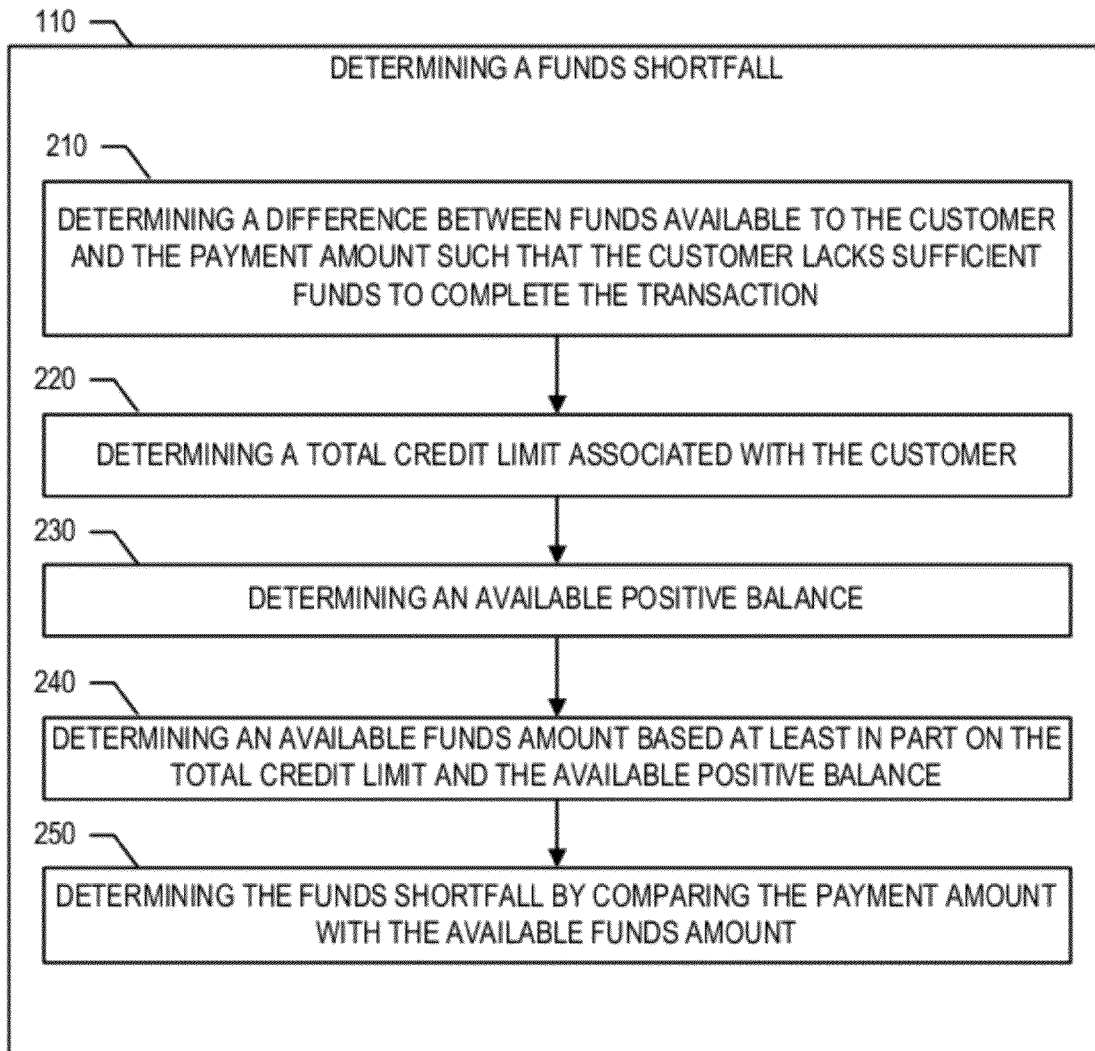 110
DETERMINING A FUNDS SHORTFALL
210
DETERMINING A DIFFERENCE BETWEEN FUNDS AVAILABLE TO THE CUSTOMER
AND THE PAYMENT AMOUNT SUCH THAT THE CUSTOMER LACKS SUFFICIENT
FUNDS TO COMPLETE THE TRANSACTION
220
DETERMINING A TOTAL CREDIT LIMIT ASSOCIATED WITH THE CUSTOMER
230
DETERMINING AN AVAILABLE POSITIVE BALANCE
240
DETERMINING AN AVAILABLE FUNDS AMOUNT BASED AT LEAST IN PART ON THE
TOTAL CREDIT LIMIT AND THE AVAILABLE POSITIVE BALANCE
250
DETERMINING THE FUNDS SHORTFALL BY COMPARING THE PAYMENT AMOUNT
WITH THE AVAILABLE FUNDS AMOUNT